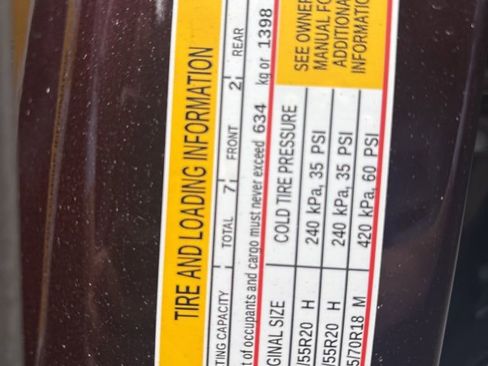 TIRE AND LOADING INFORMATION
TING CAPACITY TOTAL 7 FRONT 2 REAR
t of occupants and cargo must never exceed 634 kg or 1398
GINAL SIZE COLD TIRE PRESSURE
/55R20 H 240 kPa, 35 PSI
/55R20 H 240 kPa, 35 PSI
5/70R18 M 420 kPa, 60 PSI
SEE OWNER
MANUAL FO
ADDITIONA
INFORMATIO